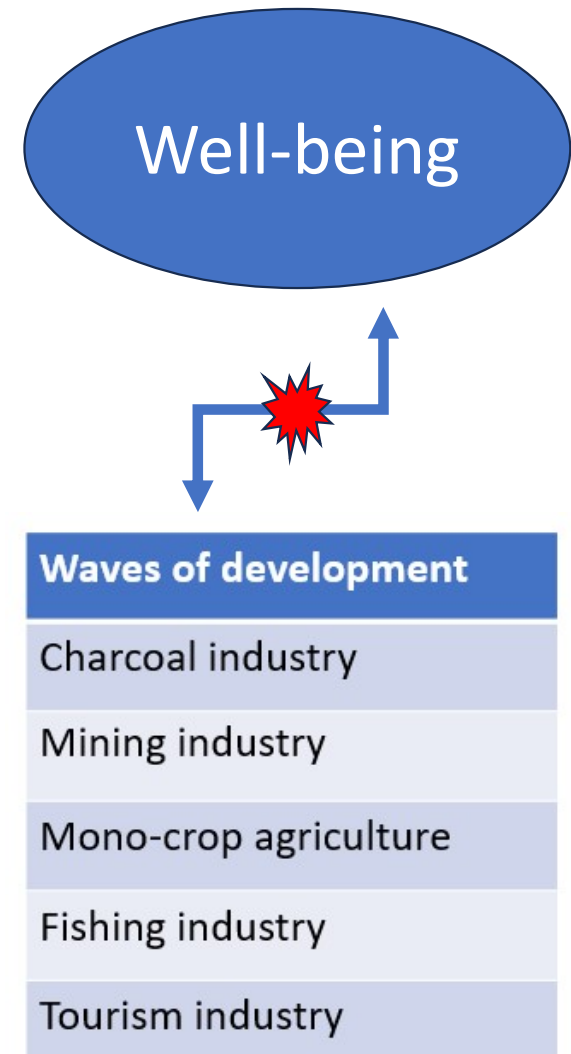 Well-being
Waves of development
Charcoal industry
Mining industry
Mono-crop agriculture
Fishing industry
Tourism industry